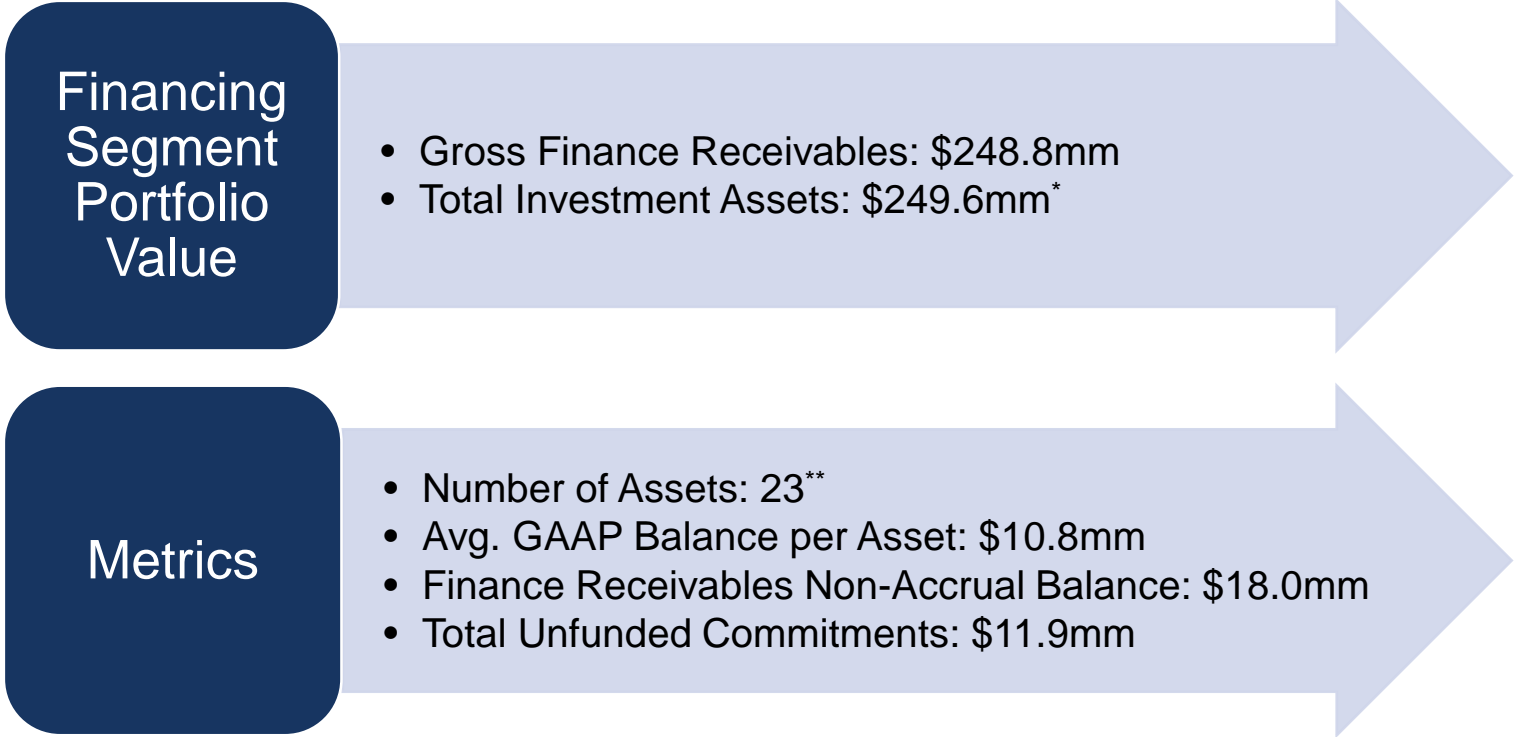 Financing
Segment
Portfolio
Value
• Gross Finance Receivables: $248.8mm
• Total Investment Assets: $249.6mm*
Metrics
• Number of Assets: 23**
• Avg. GAAP Balance per Asset: $10.8mm
• Finance Receivables Non-Accrual Balance: $18.0mm
• Total Unfunded Commitments: $11.9mm